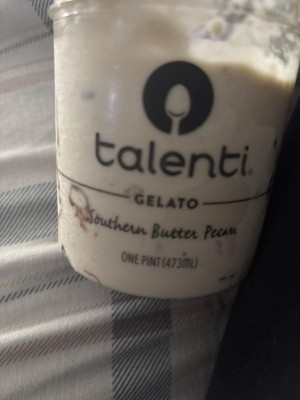 talenti
GELATO
Southern Butter Pecan
ONE PINT (473mL)